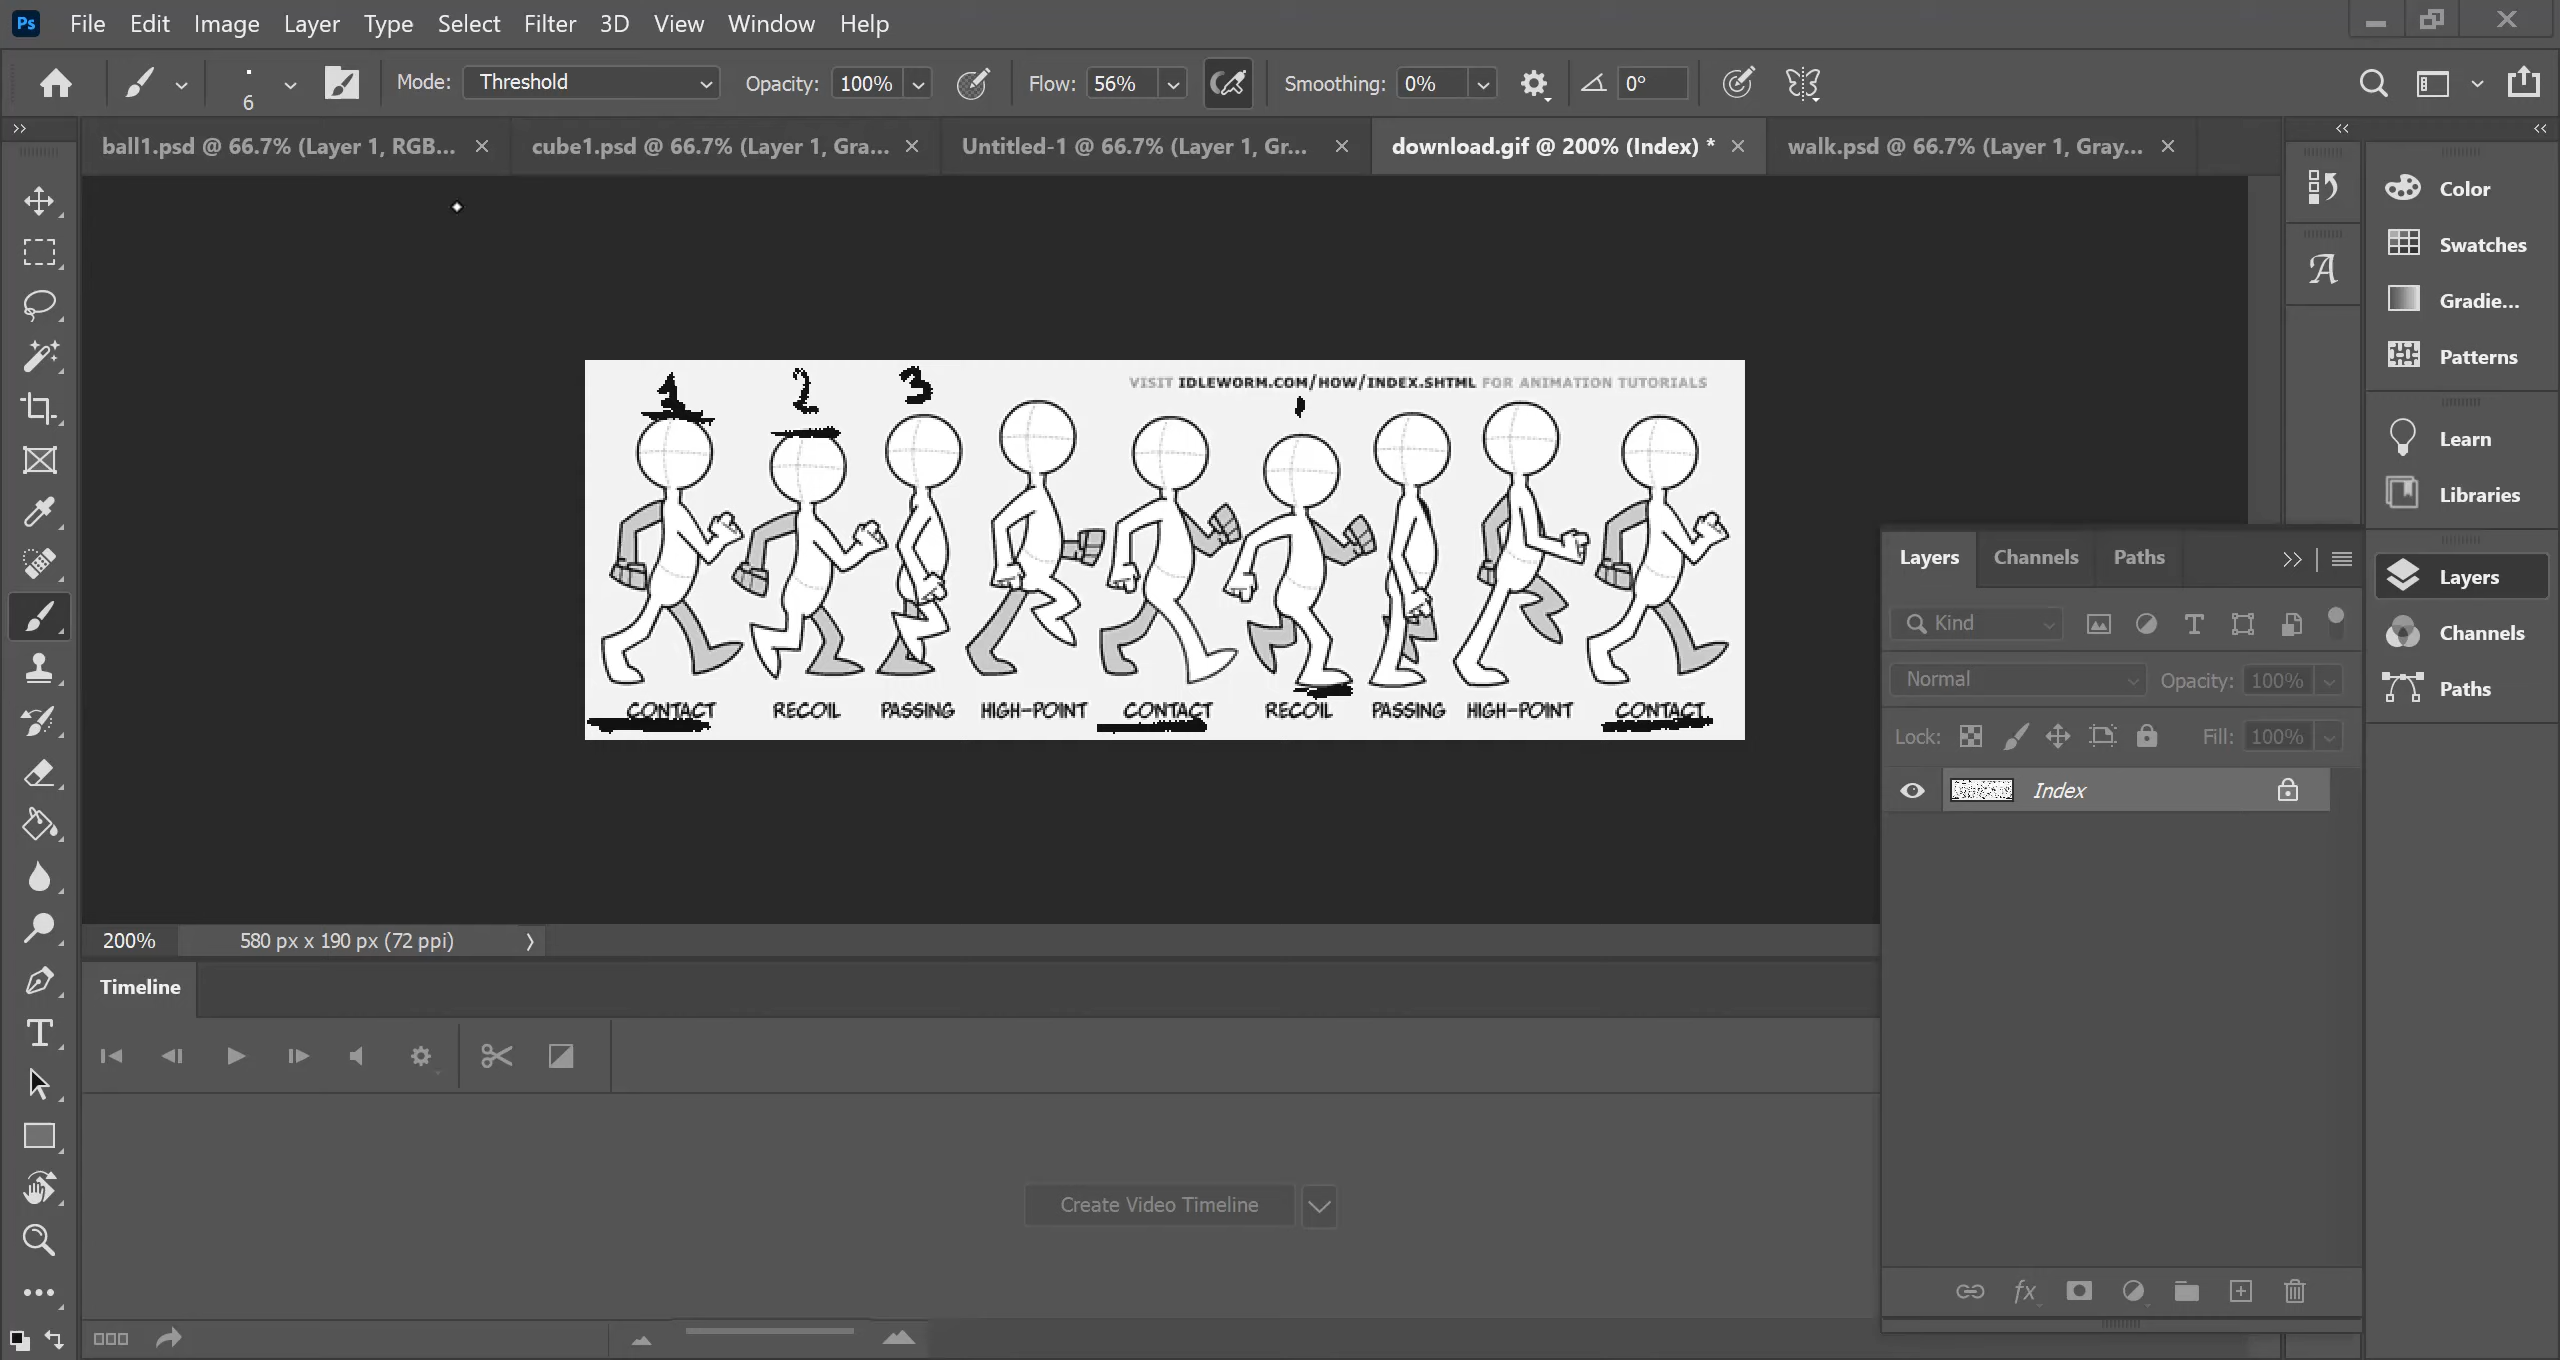 Ps File Edit Image Layer Type Select Filter 3D View Window Help
6 Mode: Threshold Opacity: 100% Flow: 56% Smoothing: 0% 0°
ball1.psd @ 66.7% (Layer 1, RGB... cube1.psd @ 66.7% (Layer 1, Gra... Untitled-1 @ 66.7% (Layer 1, Gr... download.gif @ 200% (Index) * walk.psd @ 66.7% (Layer 1, Gray...
Color
Swatches
Gradie...
Patterns
Learn
Libraries
Layers
Channels
Paths
1 2 3
VISIT IDLEWORM.COM/HOW/INDEX.SHTML FOR ANIMATION TUTORIALS
CONTACT RECOIL PASSING HIGH-POINT CONTACT RECOIL PASSING HIGH-POINT CONTACT
Layers Channels Paths
Kind
Normal Opacity: 100%
Lock: Fill: 100%
Index
200% 580 px x 190 px (72 ppi)
Timeline
Create Video Timeline